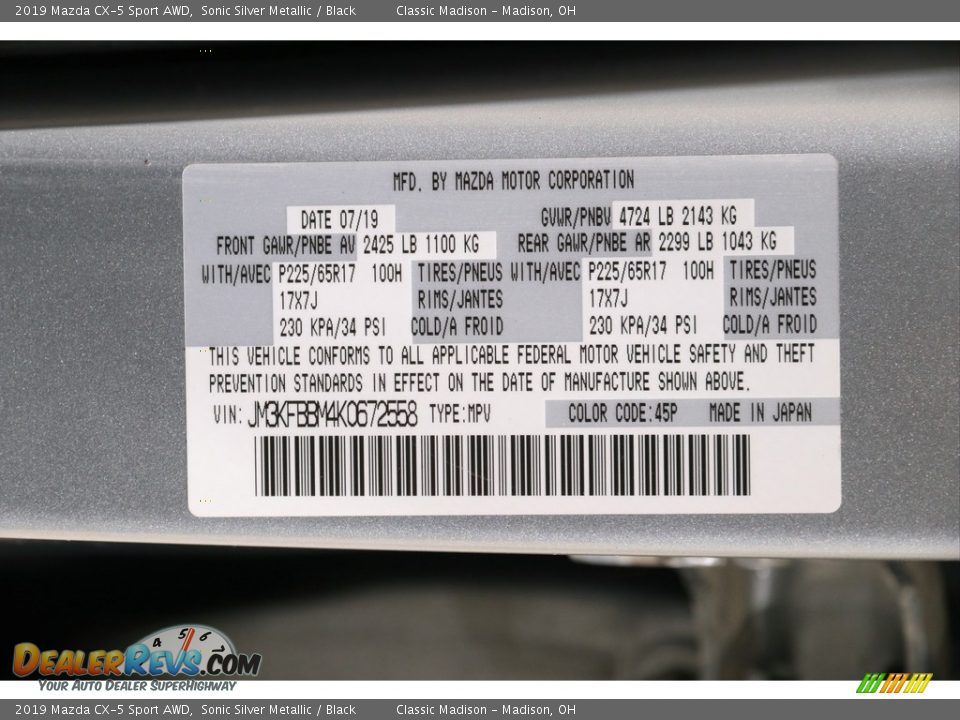 2019 Mazda CX-5 Sport AWD, Sonic Silver Metallic / Black Classic Madison - Madison, OH
MFD. BY MAZDA MOTOR CORPORATION
DATE 07/19 GVWR/PNBV 4724 LB 2143 KG
FRONT GAWR/PNBE AV 2425 LB 1100 KG REAR GAWR/PNBE AR 2299 LB 1043 KG
WITH/AVEC P225/65R17 100H TIRES/PNEUS WITH/AVEC P225/65R17 100H TIRES/PNEUS
17X7J RIMS/JANTES 17X7J RIMS/JANTES
230 KPA/34 PSI COLD/A FROID 230 KPA/34 PSI COLD/A FROID
THIS VEHICLE CONFORMS TO ALL APPLICABLE FEDERAL MOTOR VEHICLE SAFETY AND THEFT
PREVENTION STANDARDS IN EFFECT ON THE DATE OF MANUFACTURE SHOWN ABOVE.
VIN: JM3KFBBM4K0672558 TYPE:MPV COLOR CODE:45P MADE IN JAPAN
4 5 6
DEALERREVS.COM
YOUR AUTO DEALER SUPERHIGHWAY
2019 Mazda CX-5 Sport AWD, Sonic Silver Metallic / Black Classic Madison - Madison, OH